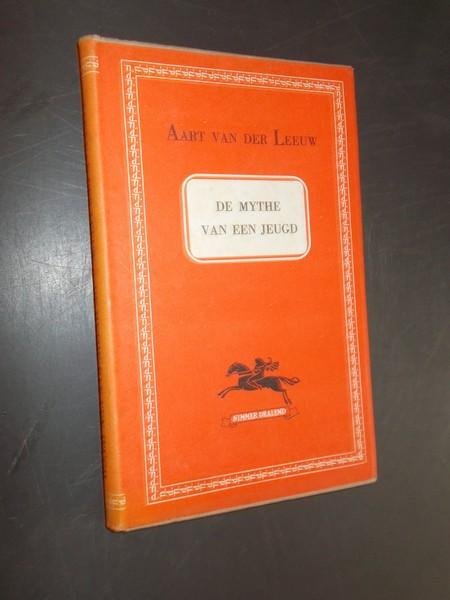 AART VAN DER LEEUW
DE MYTHE
VAN EEN JEUGD
NIMMER DRALEND